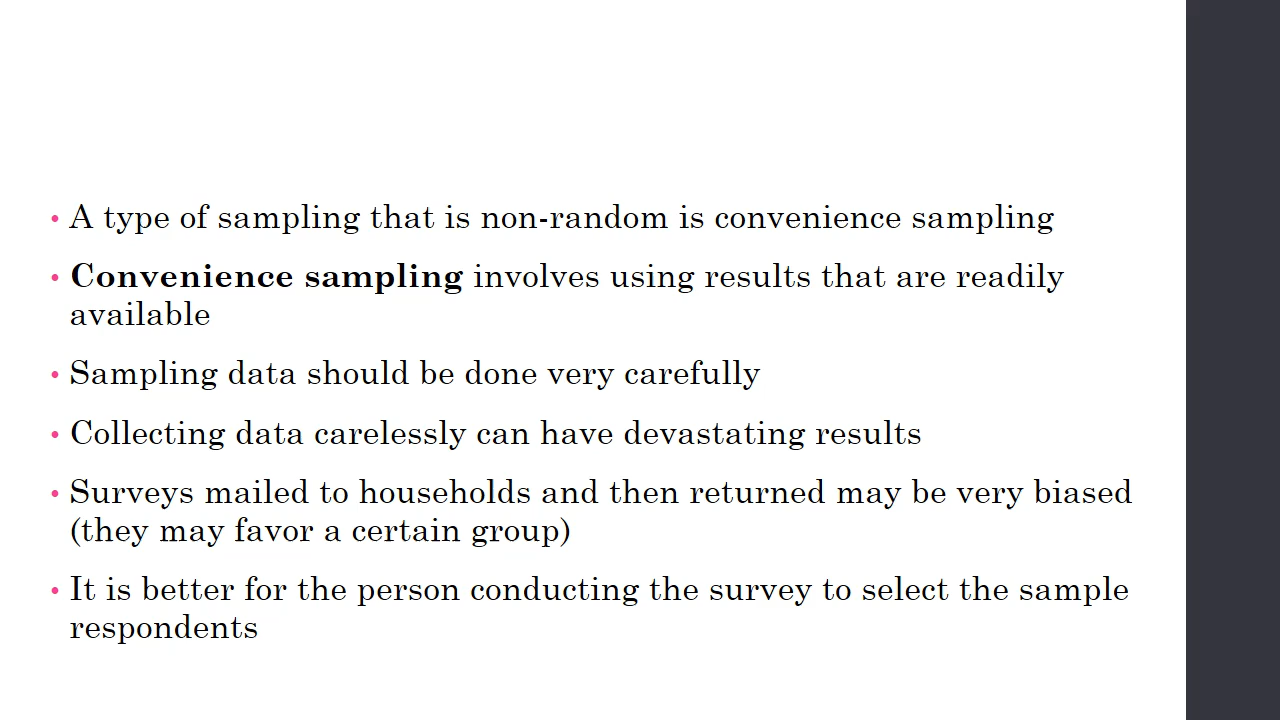 • A type of sampling that is non-random is convenience sampling
• Convenience sampling involves using results that are readily
available
• Sampling data should be done very carefully
• Collecting data carelessly can have devastating results
• Surveys mailed to households and then returned may be very biased
(they may favor a certain group)
• It is better for the person conducting the survey to select the sample
respondents